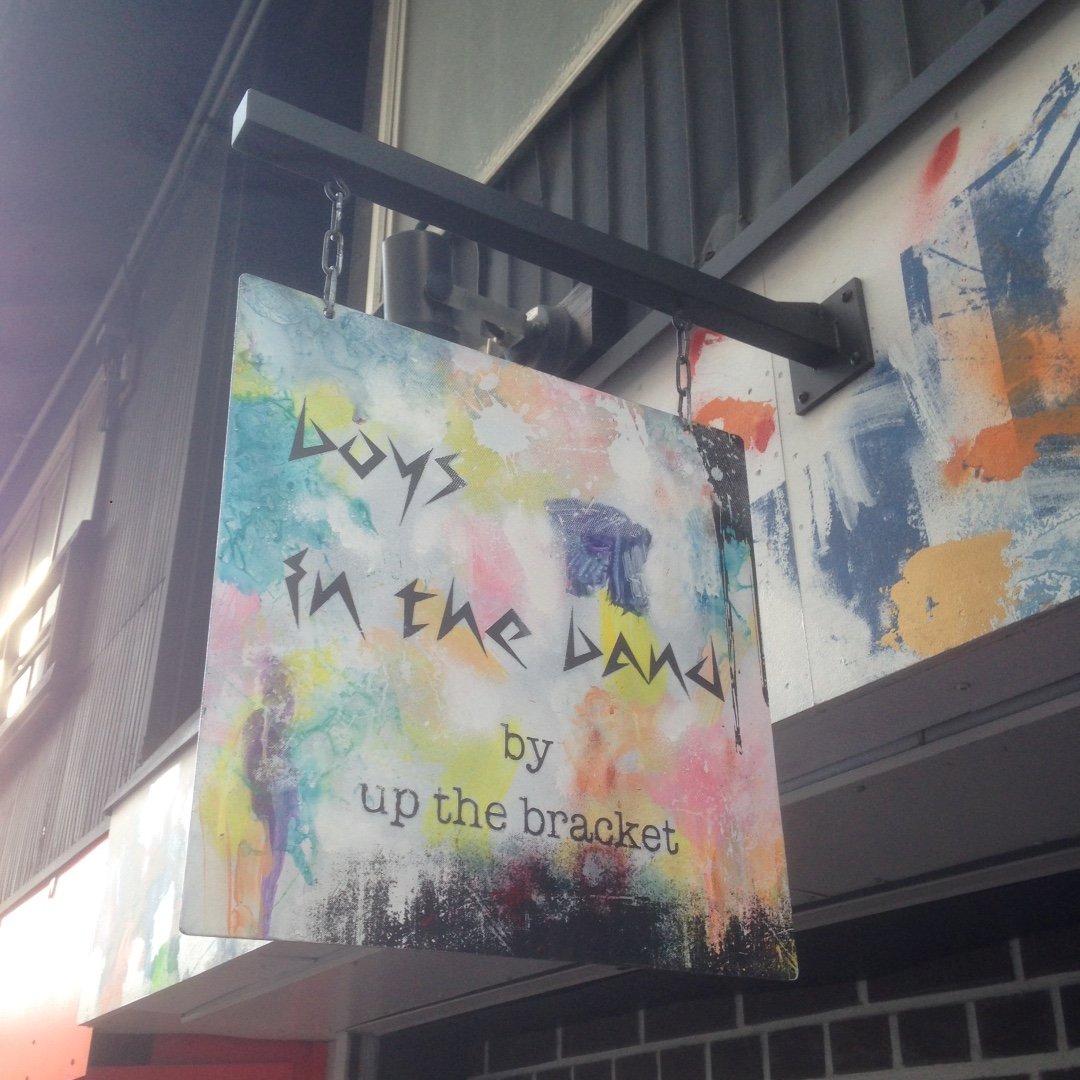 boys
in the band
by
up the bracket